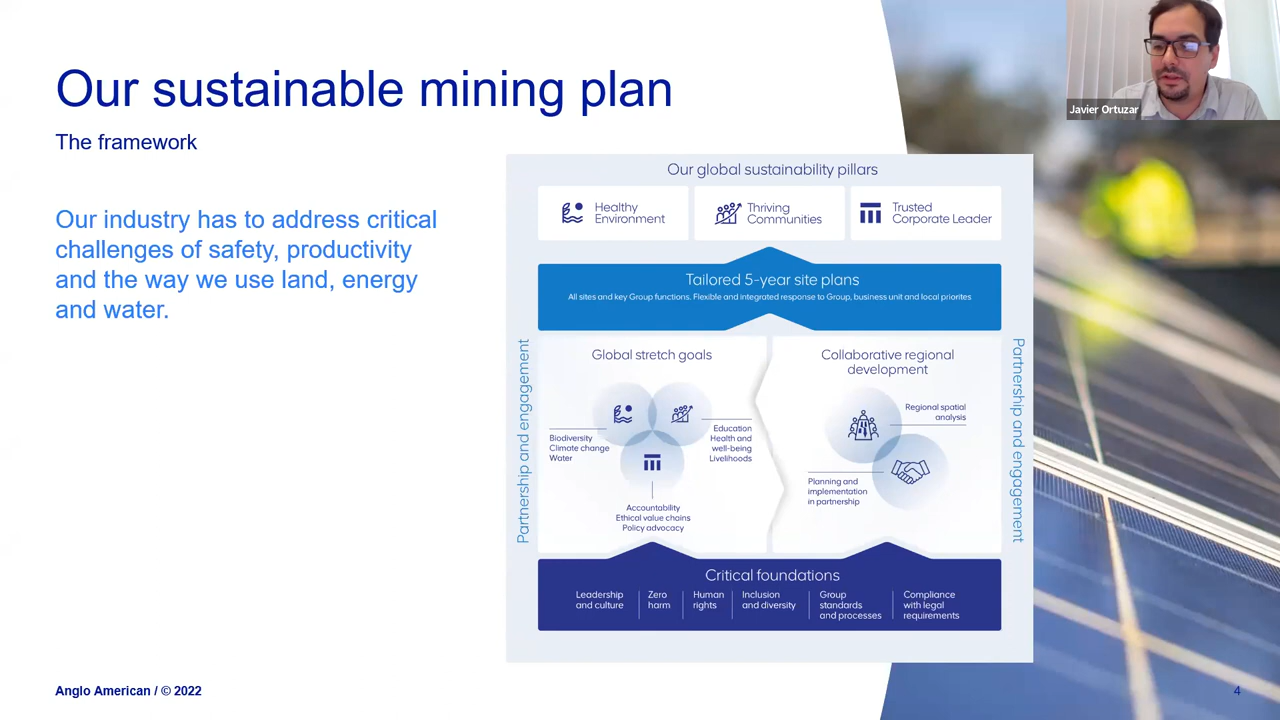 Our sustainable mining plan
The framework
Our industry has to address critical
challenges of safety, productivity
and the way we use land, energy
and water.
Javier Ortuzar
Our global sustainability pillars
Healthy
Environment
Thriving
Communities
Trusted
Corporate Leader
Tailored 5-year site plans
All sites and key Group functions. Flexible and integrated response to Group, business unit and local priorites
Partnership and engagement
Global stretch goals
Biodiversity
Climate change
Water
Education
Health and
well-being
Livelihoods
Accountability
Ethical value chains
Policy advocacy
Collaborative regional
development
Regional spatial
analysis
Planning and
implementation
in partnership
Partnership and engagement
Critical foundations
Leadership
and culture
Zero
harm
Human
rights
Inclusion
and diversity
Group
standards
and processes
Compliance
with legal
requirements
Anglo American / © 2022
4